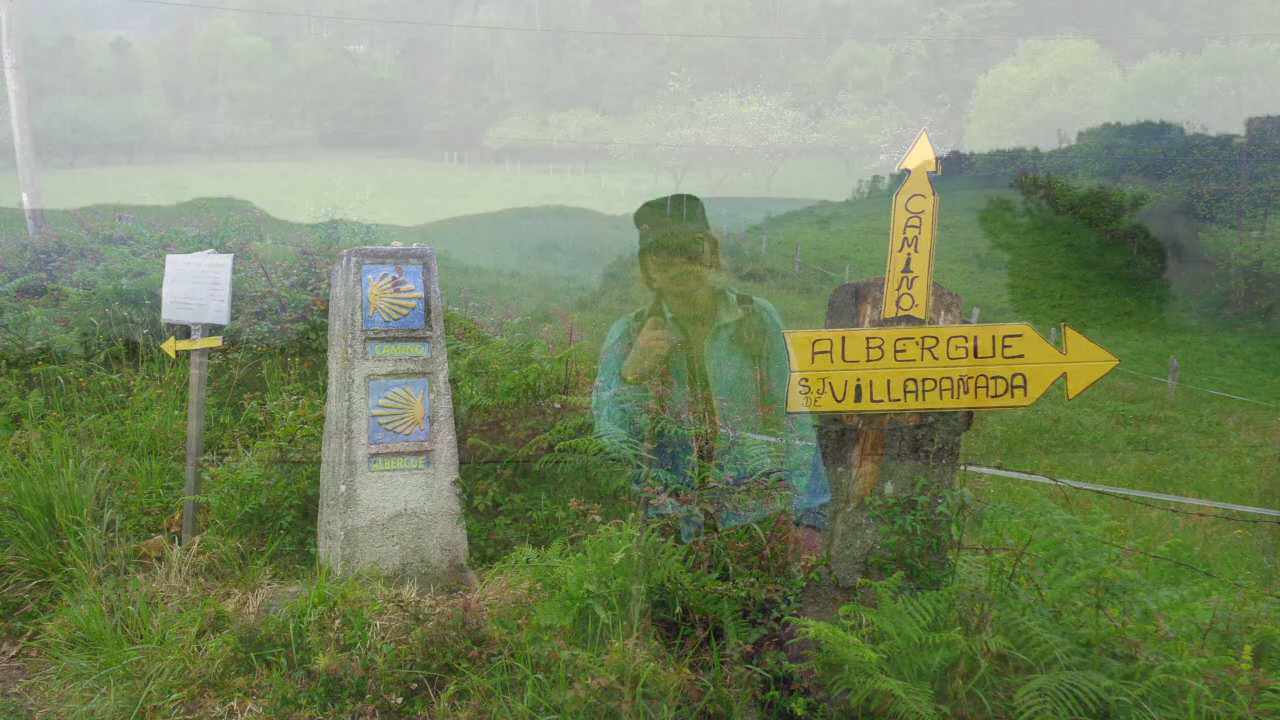 CAMINO
ALBERGUE
CAMINO
ALBERGUE
S.J. DE VILLAPAÑADA